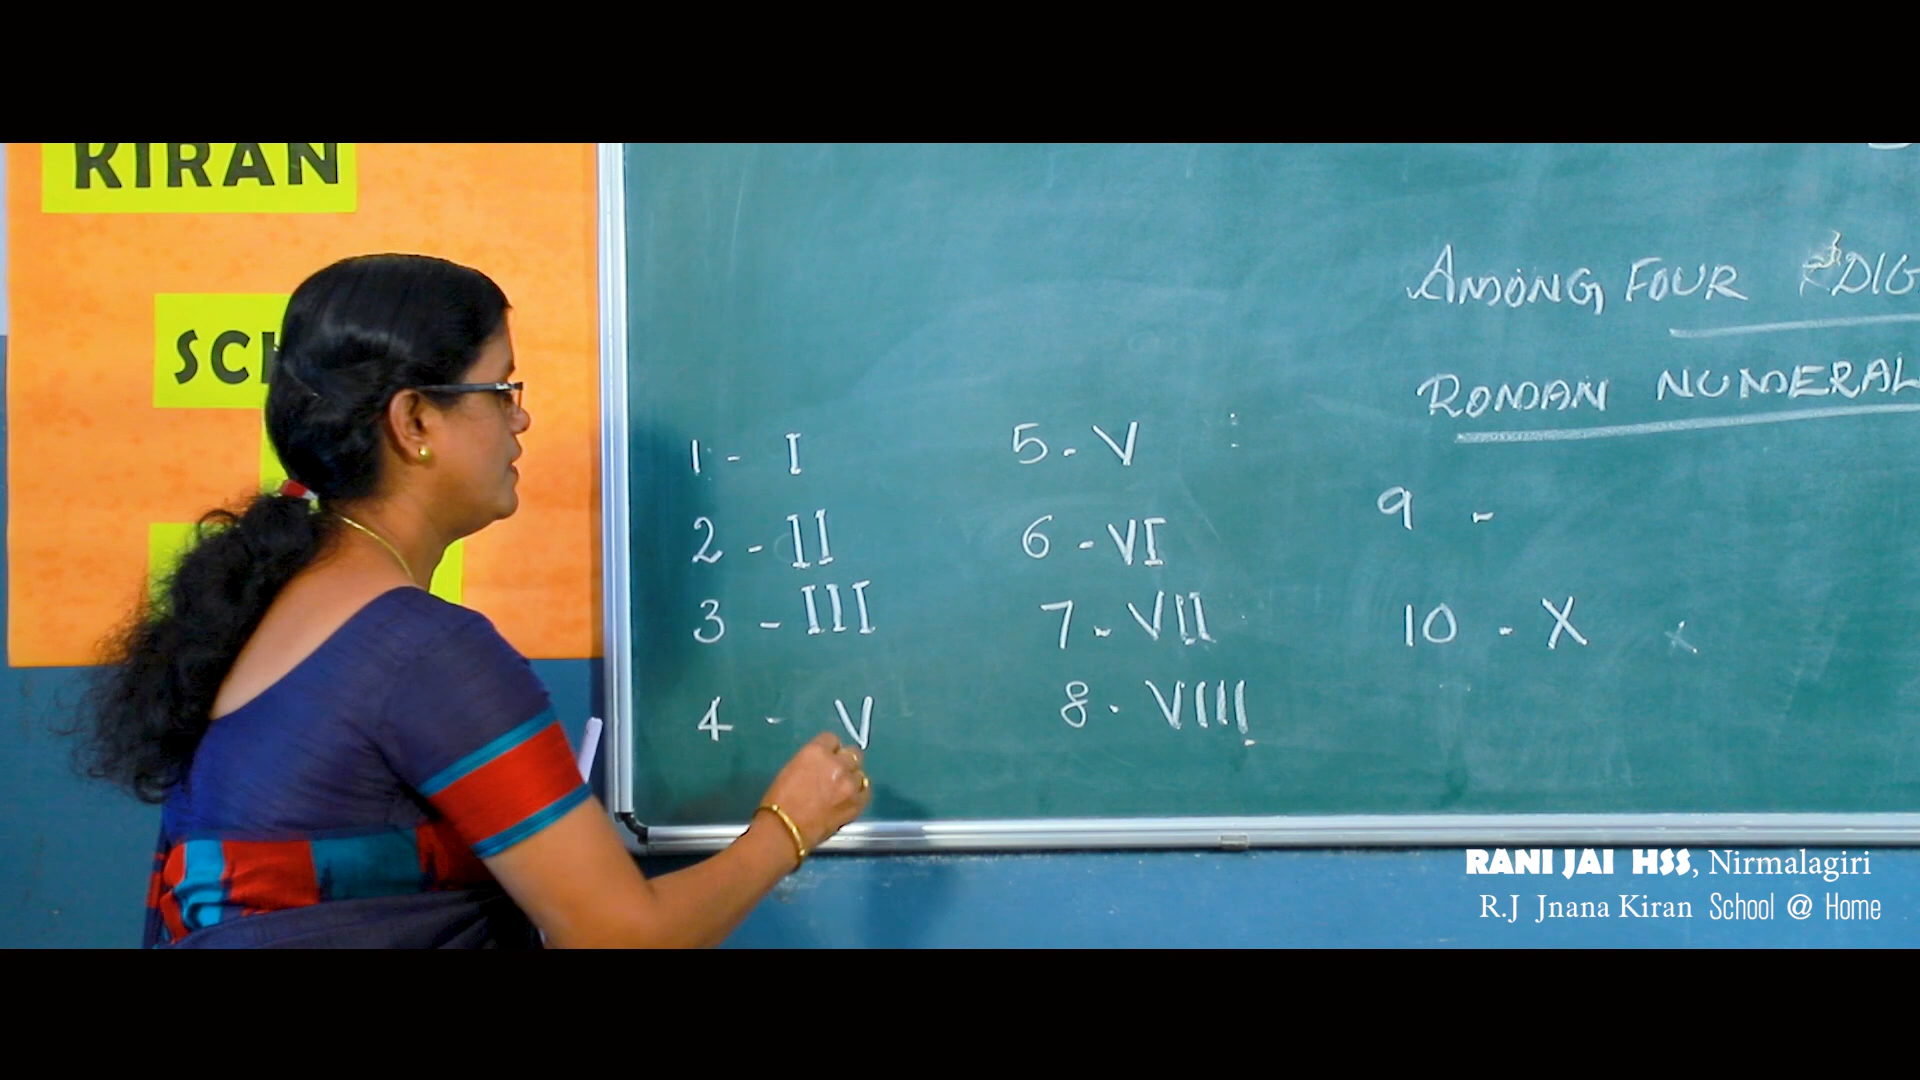 KIRAN
AMONG FOUR DIG
ROMAN NUMERAL
1 - I
2 - II
3 - III
4 - V
5 - V
6 - VI
7 - VII
8 - VIII
9 -
10 - X
RANI JAI HSS, Nirmalagiri
R.J Jnana Kiran School @ Home